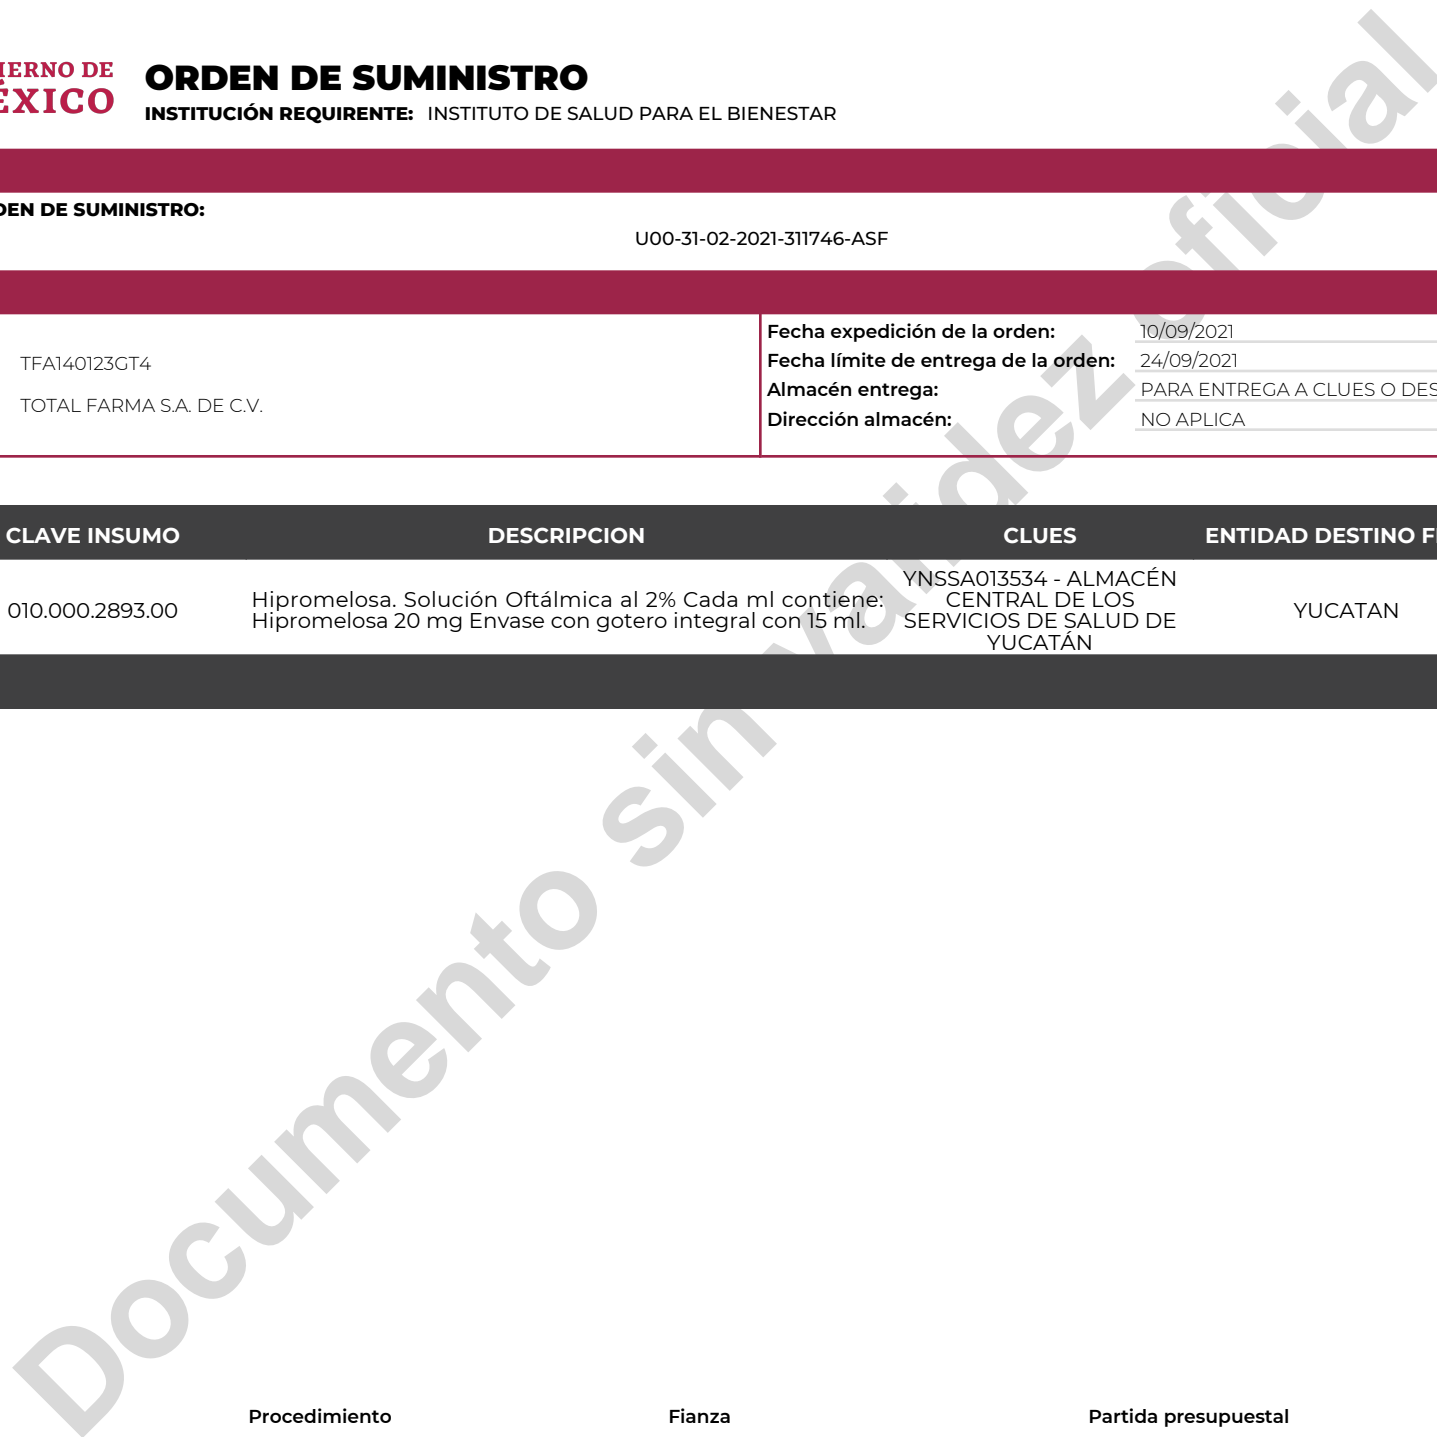 IERNO DE
ÉXICO
ORDEN DE SUMINISTRO
INSTITUCIÓN REQUIRENTE: INSTITUTO DE SALUD PARA EL BIENESTAR
DEN DE SUMINISTRO:
U00-31-02-2021-311746-ASF
TFA140123GT4
TOTAL FARMA S.A. DE C.V.
Fecha expedición de la orden: 10/09/2021
Fecha límite de entrega de la orden: 24/09/2021
Almacén entrega: PARA ENTREGA A CLUES O DES
Dirección almacén: NO APLICA
CLAVE INSUMO DESCRIPCION CLUES ENTIDAD DESTINO F
010.000.2893.00
Hipromelosa. Solución Oftálmica al 2% Cada ml contiene:
Hipromelosa 20 mg Envase con gotero integral con 15 ml.
YNSSA013534 - ALMACÉN
CENTRAL DE LOS
SERVICIOS DE SALUD DE
YUCATÁN
YUCATAN
Documento sin validez oficial
Procedimiento Fianza Partida presupuestal